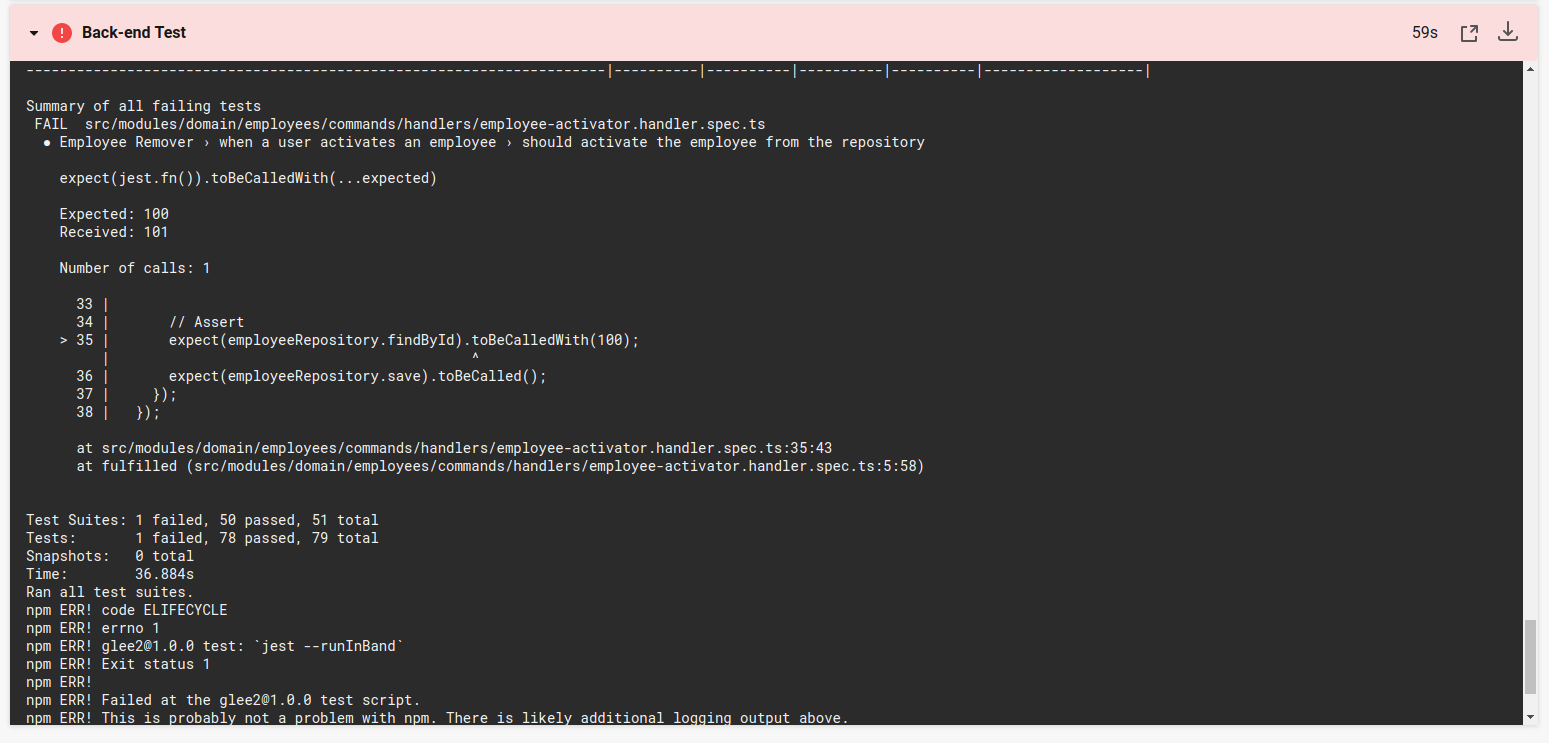 Back-end Test
59s
---------------------------------------------------------------------|----------|----------|----------|----------|-------------------|
Summary of all failing tests
 FAIL  src/modules/domain/employees/commands/handlers/employee-activator.handler.spec.ts
  ● Employee Remover › when a user activates an employee › should activate the employee from the repository
    expect(jest.fn()).toBeCalledWith(...expected)
    Expected: 100
    Received: 101
    Number of calls: 1
      33 |
      34 |       // Assert
    > 35 |       expect(employeeRepository.findById).toBeCalledWith(100);
         |                                           ^
      36 |       expect(employeeRepository.save).toBeCalled();
      37 |     });
      38 |   });
      at src/modules/domain/employees/commands/handlers/employee-activator.handler.spec.ts:35:43
      at fulfilled (src/modules/domain/employees/commands/handlers/employee-activator.handler.spec.ts:5:58)
Test Suites: 1 failed, 50 passed, 51 total
Tests:       1 failed, 78 passed, 79 total
Snapshots:   0 total
Time:        36.884s
Ran all test suites.
npm ERR! code ELIFECYCLE
npm ERR! errno 1
npm ERR! glee2@1.0.0 test: `jest --runInBand`
npm ERR! Exit status 1
npm ERR!
npm ERR! Failed at the glee2@1.0.0 test script.
npm ERR! This is probably not a problem with npm. There is likely additional logging output above.